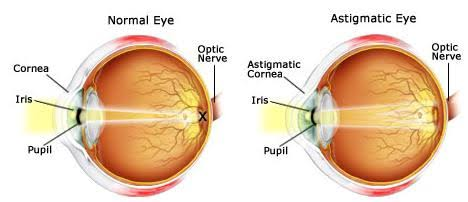 Normal Eye
Optic
Nerve
Cornea
Iris
Pupil
X
Astigmatic Eye
Optic
Nerve
Astigmatic
Cornea
Iris
Pupil